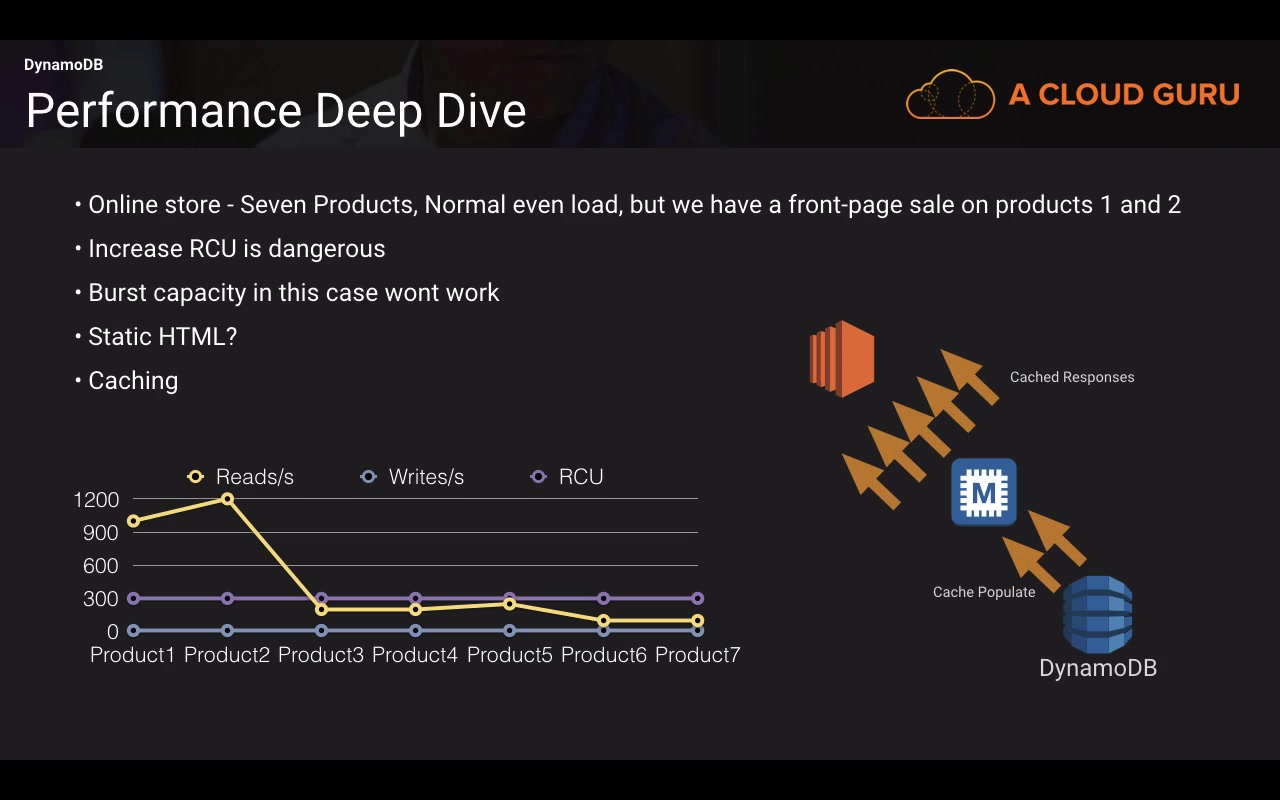 DynamoDB
Performance Deep Dive
A CLOUD GURU
• Online store - Seven Products, Normal even load, but we have a front-page sale on products 1 and 2
• Increase RCU is dangerous
• Burst capacity in this case wont work
• Static HTML?
• Caching
Cached Responses
M
Cache Populate
DynamoDB
Reads/s Writes/s RCU
1200
900
600
300
0
Product1 Product2 Product3 Product4 Product5 Product6 Product7